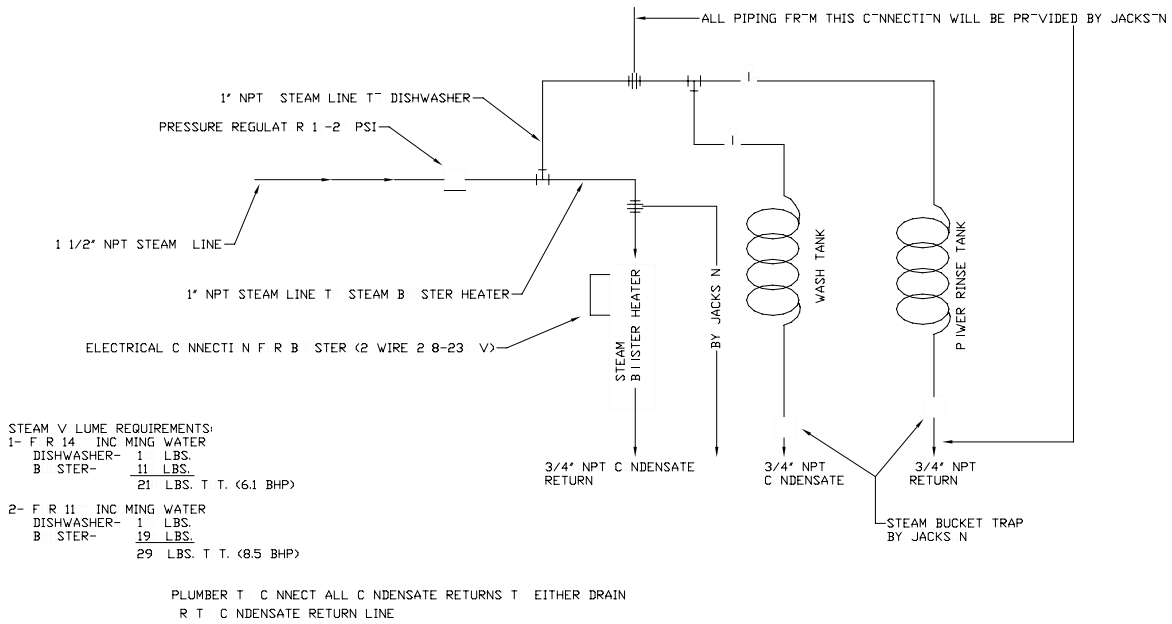 ALL PIPING FR M THIS C NNECTI N WILL BE PR VIDED BY JACKS N
1" NPT STEAM LINE T DISHWASHER
PRESSURE REGULAT R 1 -2 PSI
1 1/2" NPT STEAM LINE
1" NPT STEAM LINE T STEAM B STER HEATER
ELECTRICAL C NNECTI N F R B STER (2 WIRE 2 8-23 V)
STEAM
B STER HEATER
BY JACKS N
WASH TANK
P WER RINSE TANK
STEAM V LUME REQUIREMENTS:
1- F R 14 INC MING WATER
DISHWASHER- 1 LBS.
B STER- 11 LBS.
21 LBS. T T. (6.1 BHP)
2- F R 11 INC MING WATER
DISHWASHER- 1 LBS.
B STER- 19 LBS.
29 LBS. T T. (8.5 BHP)
3/4" NPT C NDENSATE
RETURN
3/4" NPT
C NDENSATE
3/4" NPT
RETURN
STEAM BUCKET TRAP
BY JACKS N
PLUMBER T C NNECT ALL C NDENSATE RETURNS T EITHER DRAIN
R T C NDENSATE RETURN LINE